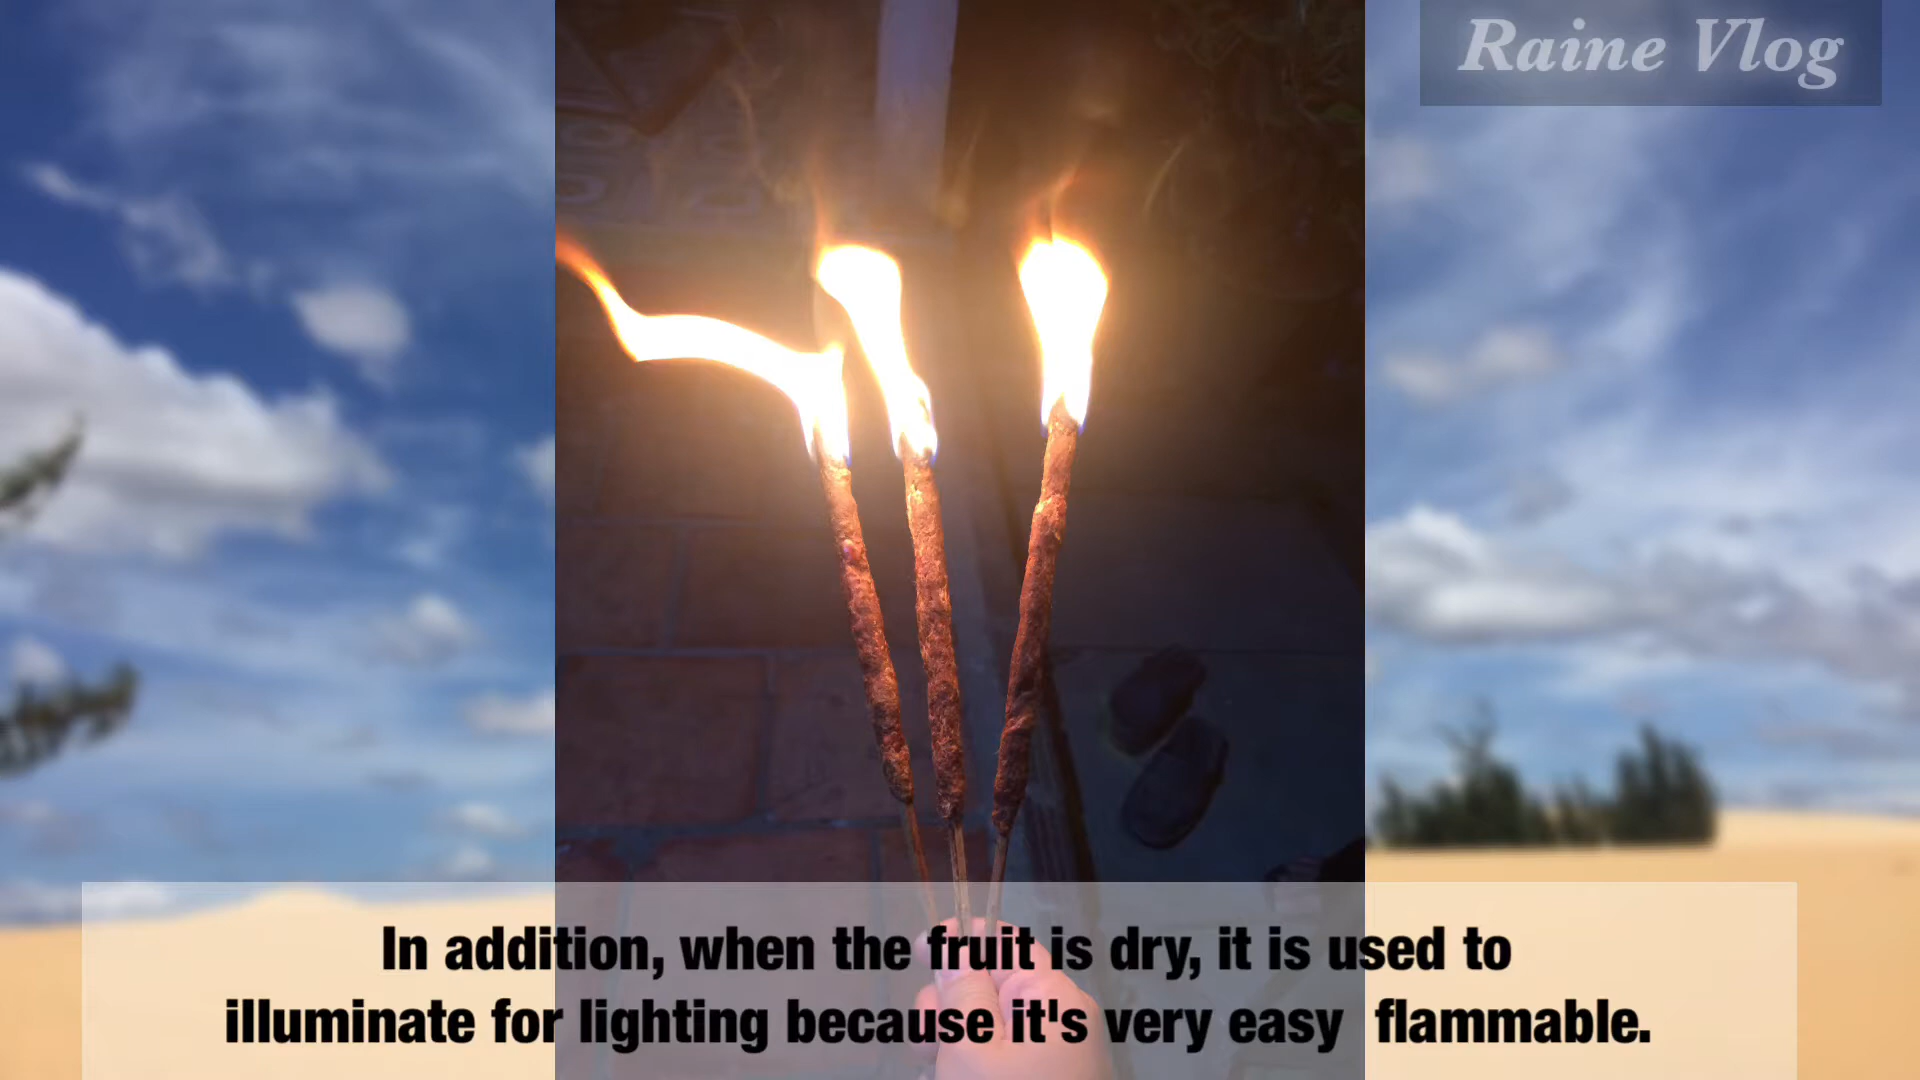 Raine Vlog
In addition, when the fruit is dry, it is used to
illuminate for lighting because it's very easy flammable.